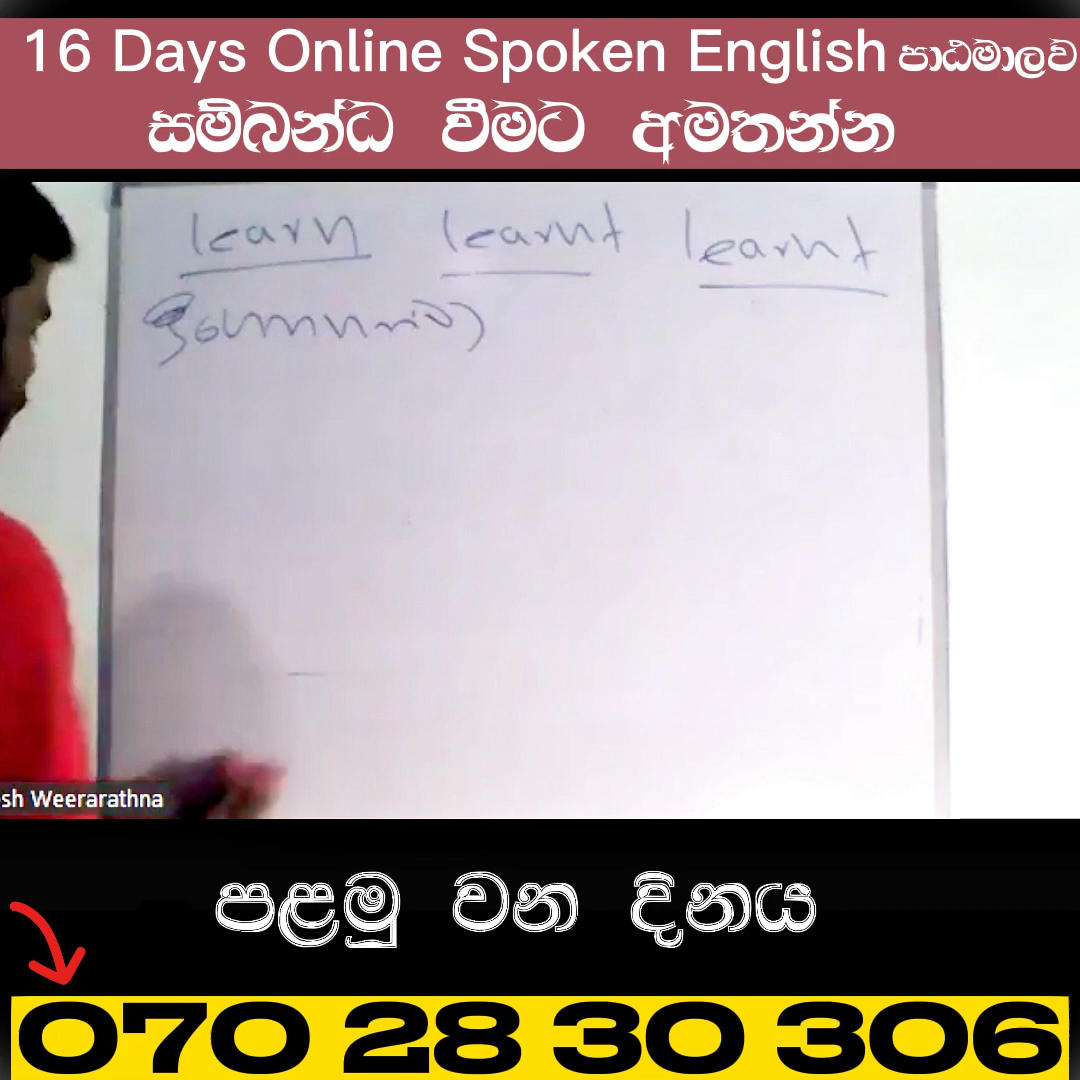 16 Days Online Spoken English පාඨමාලව
සම්බන්ධ වීමට අමතන්න
learn learnt learnt
sh Weerarathna
පළමු වන දිනය
070 28 30 306